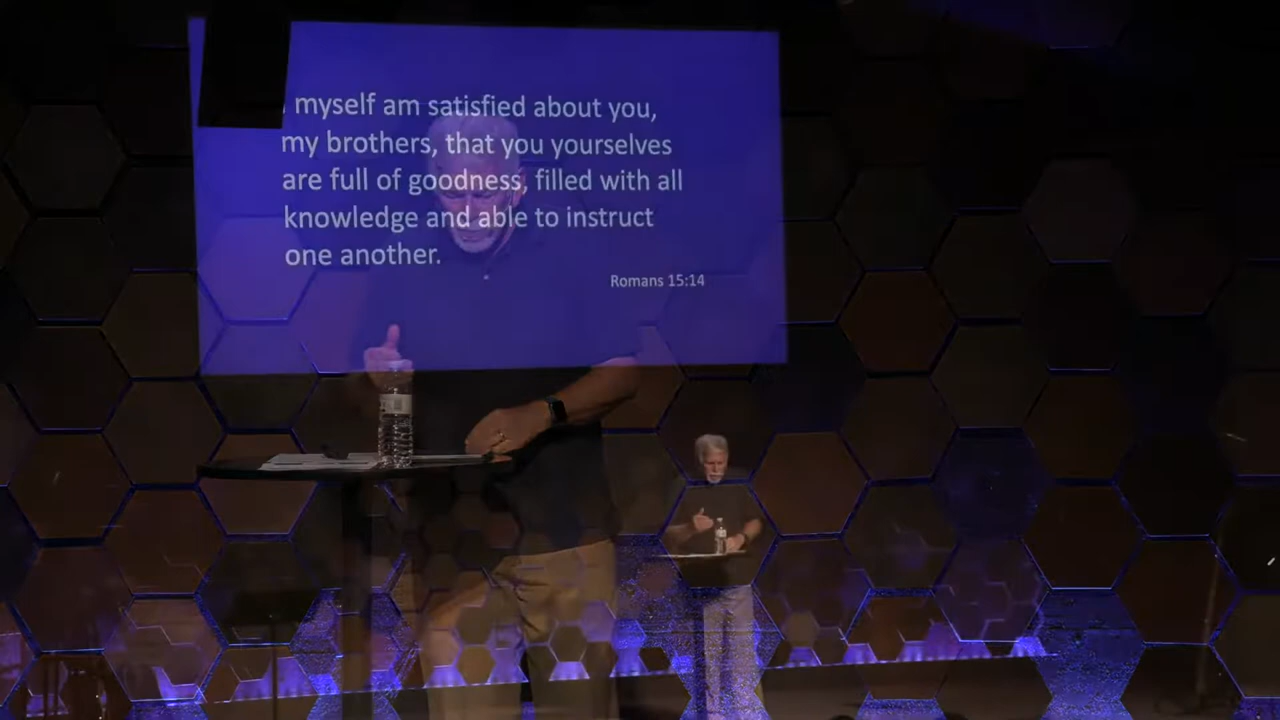 myself am satisfied about you,
my brothers, that you yourselves
are full of goodness, filled with all
knowledge and able to instruct
one another.
Romans 15:14